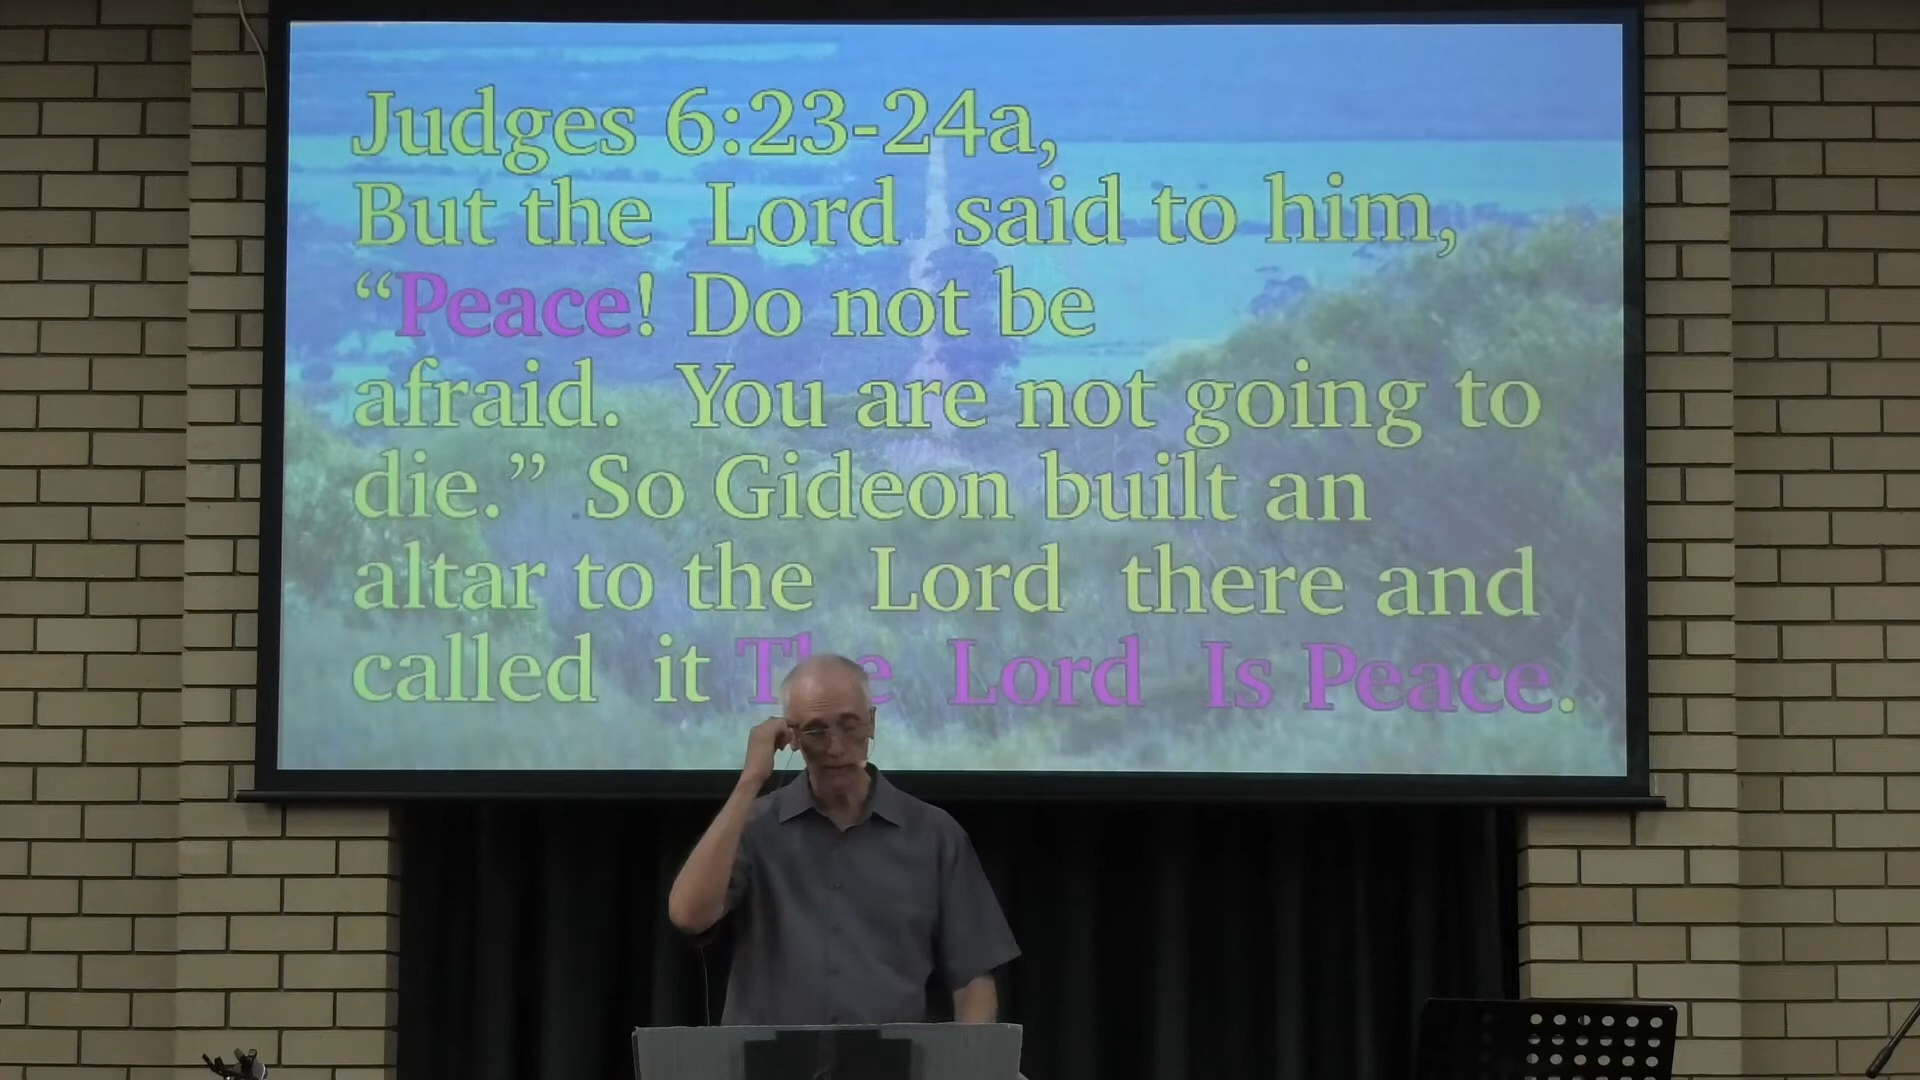 Judges 6:23-24a,
But the Lord said to him,
“Peace! Do not be
afraid. You are not going to
die.” So Gideon built an
altar to the Lord there and
called it The Lord Is Peace.